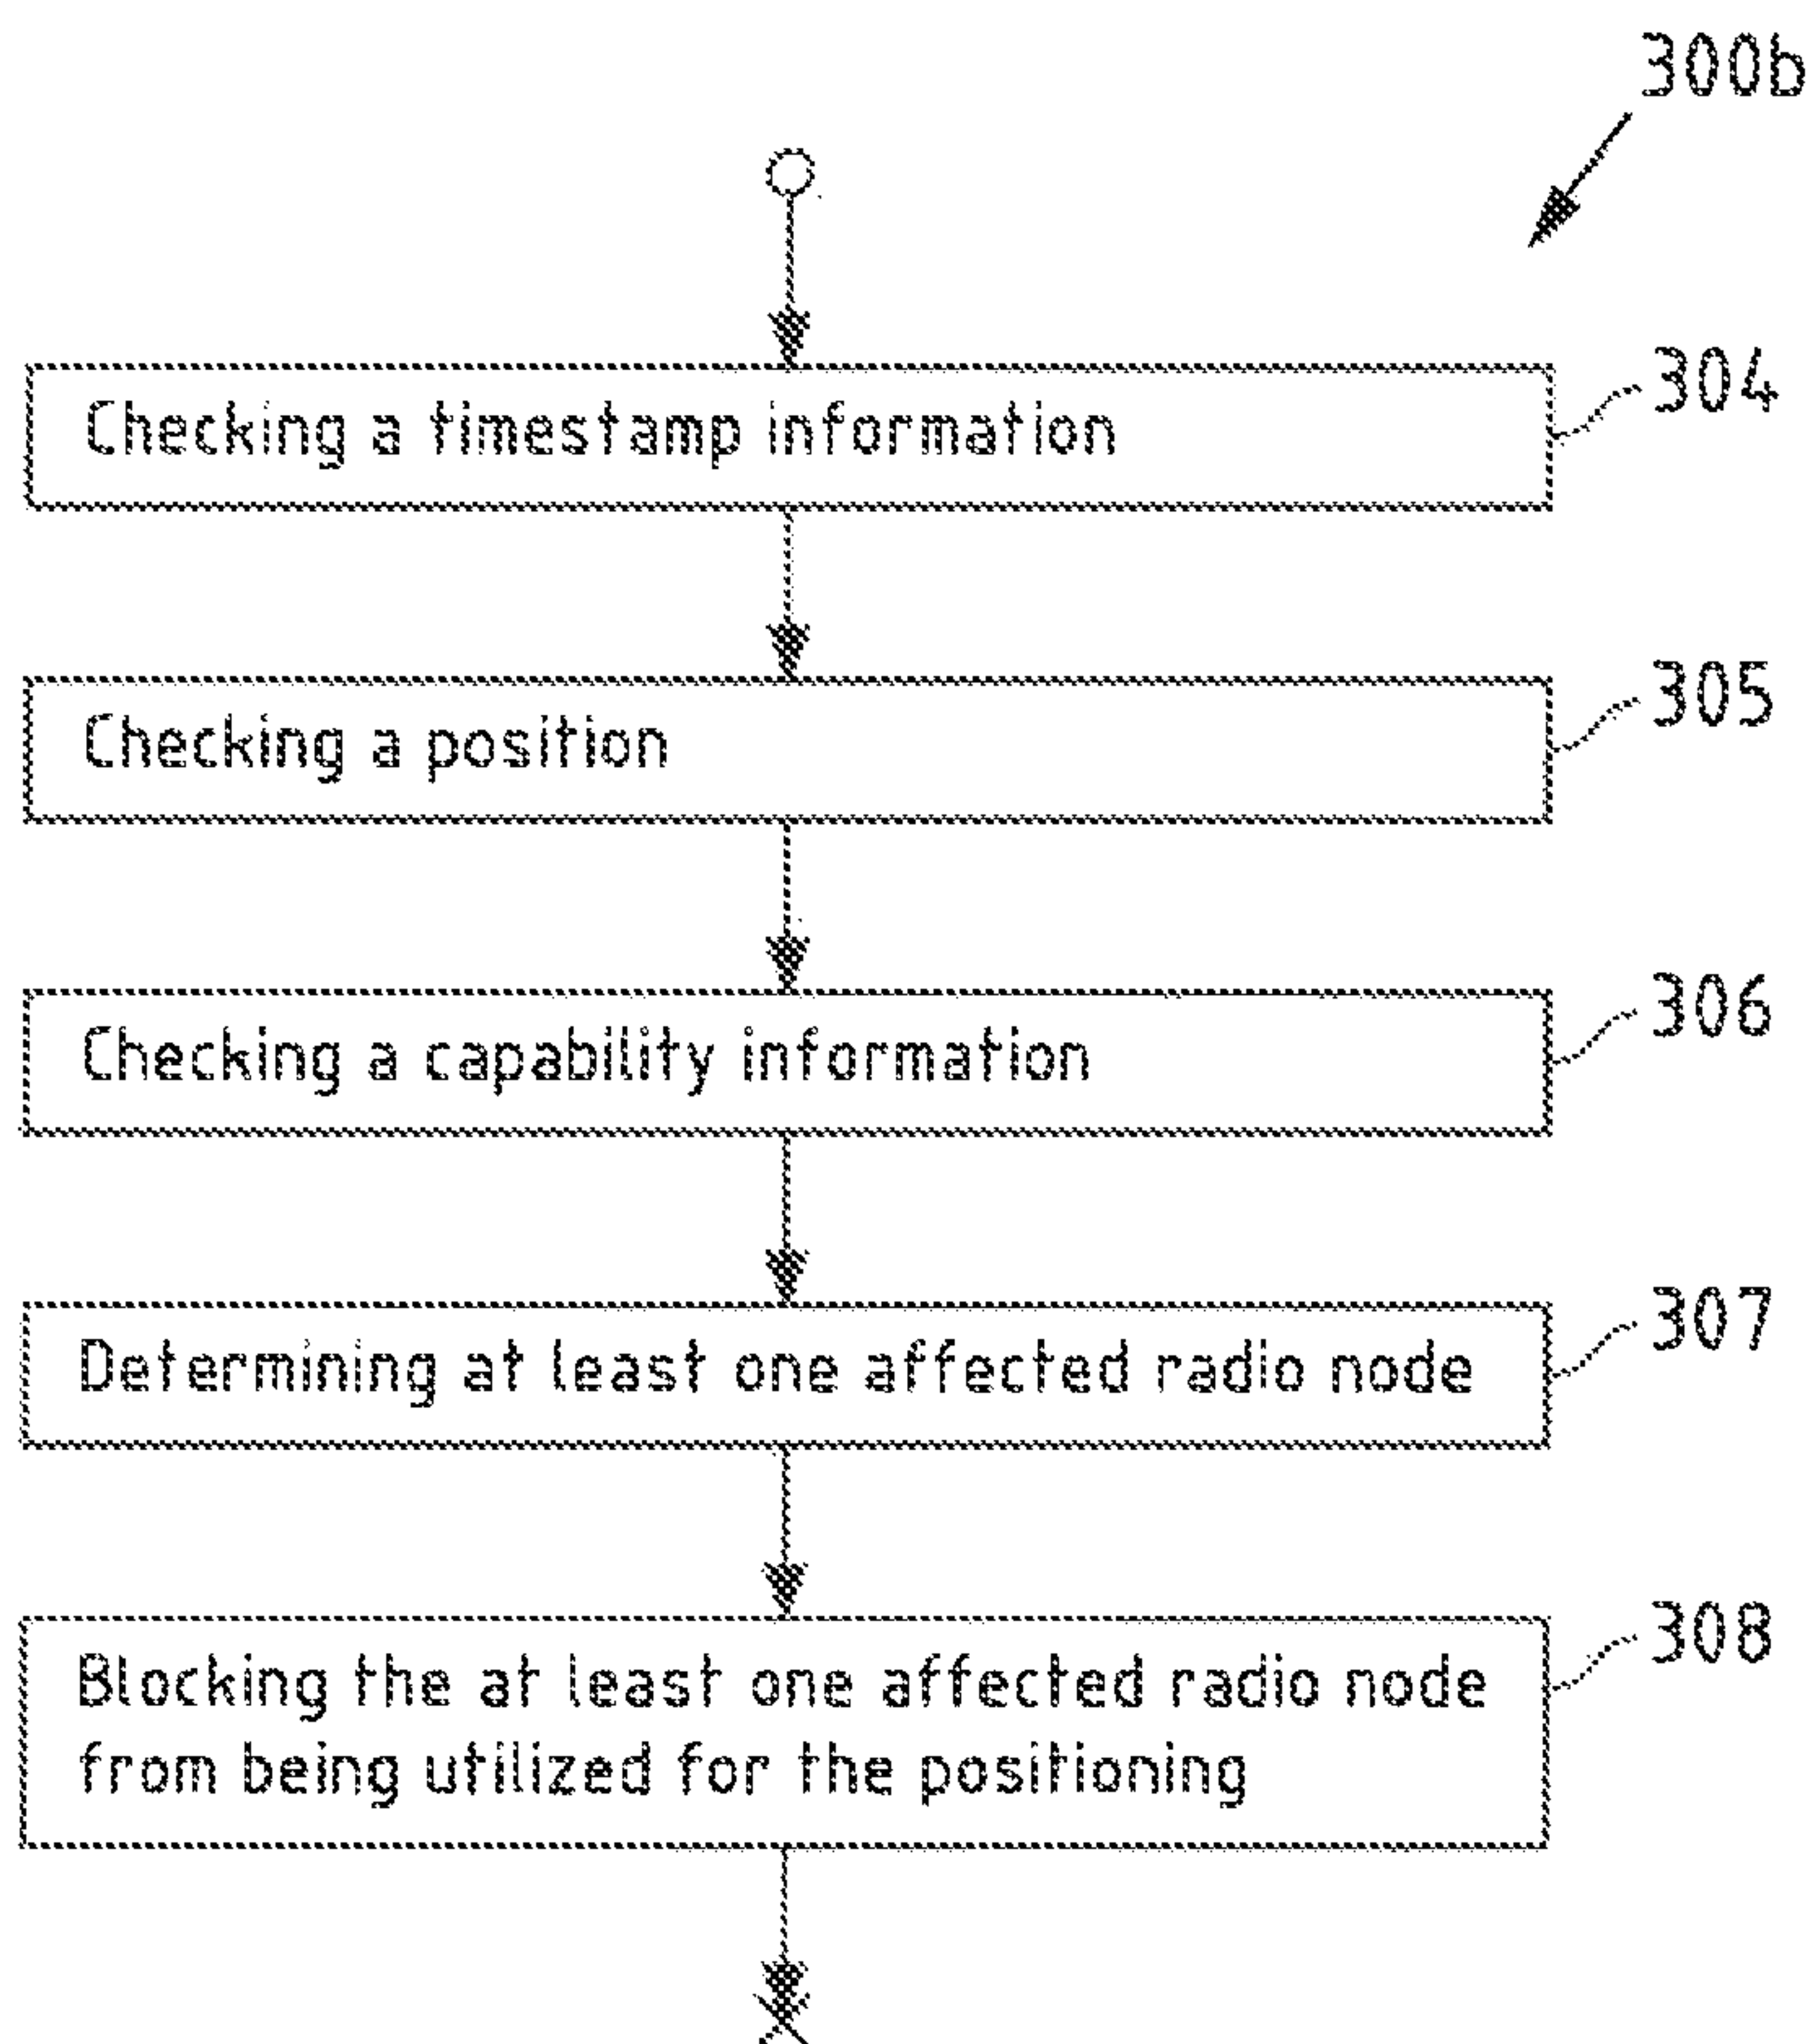 300b
Checking a timestamp information
304
Checking a position
305
Checking a capability information
306
Determining at least one affected radio node
307
Blocking the at least one affected radio node
from being utilized for the positioning
308